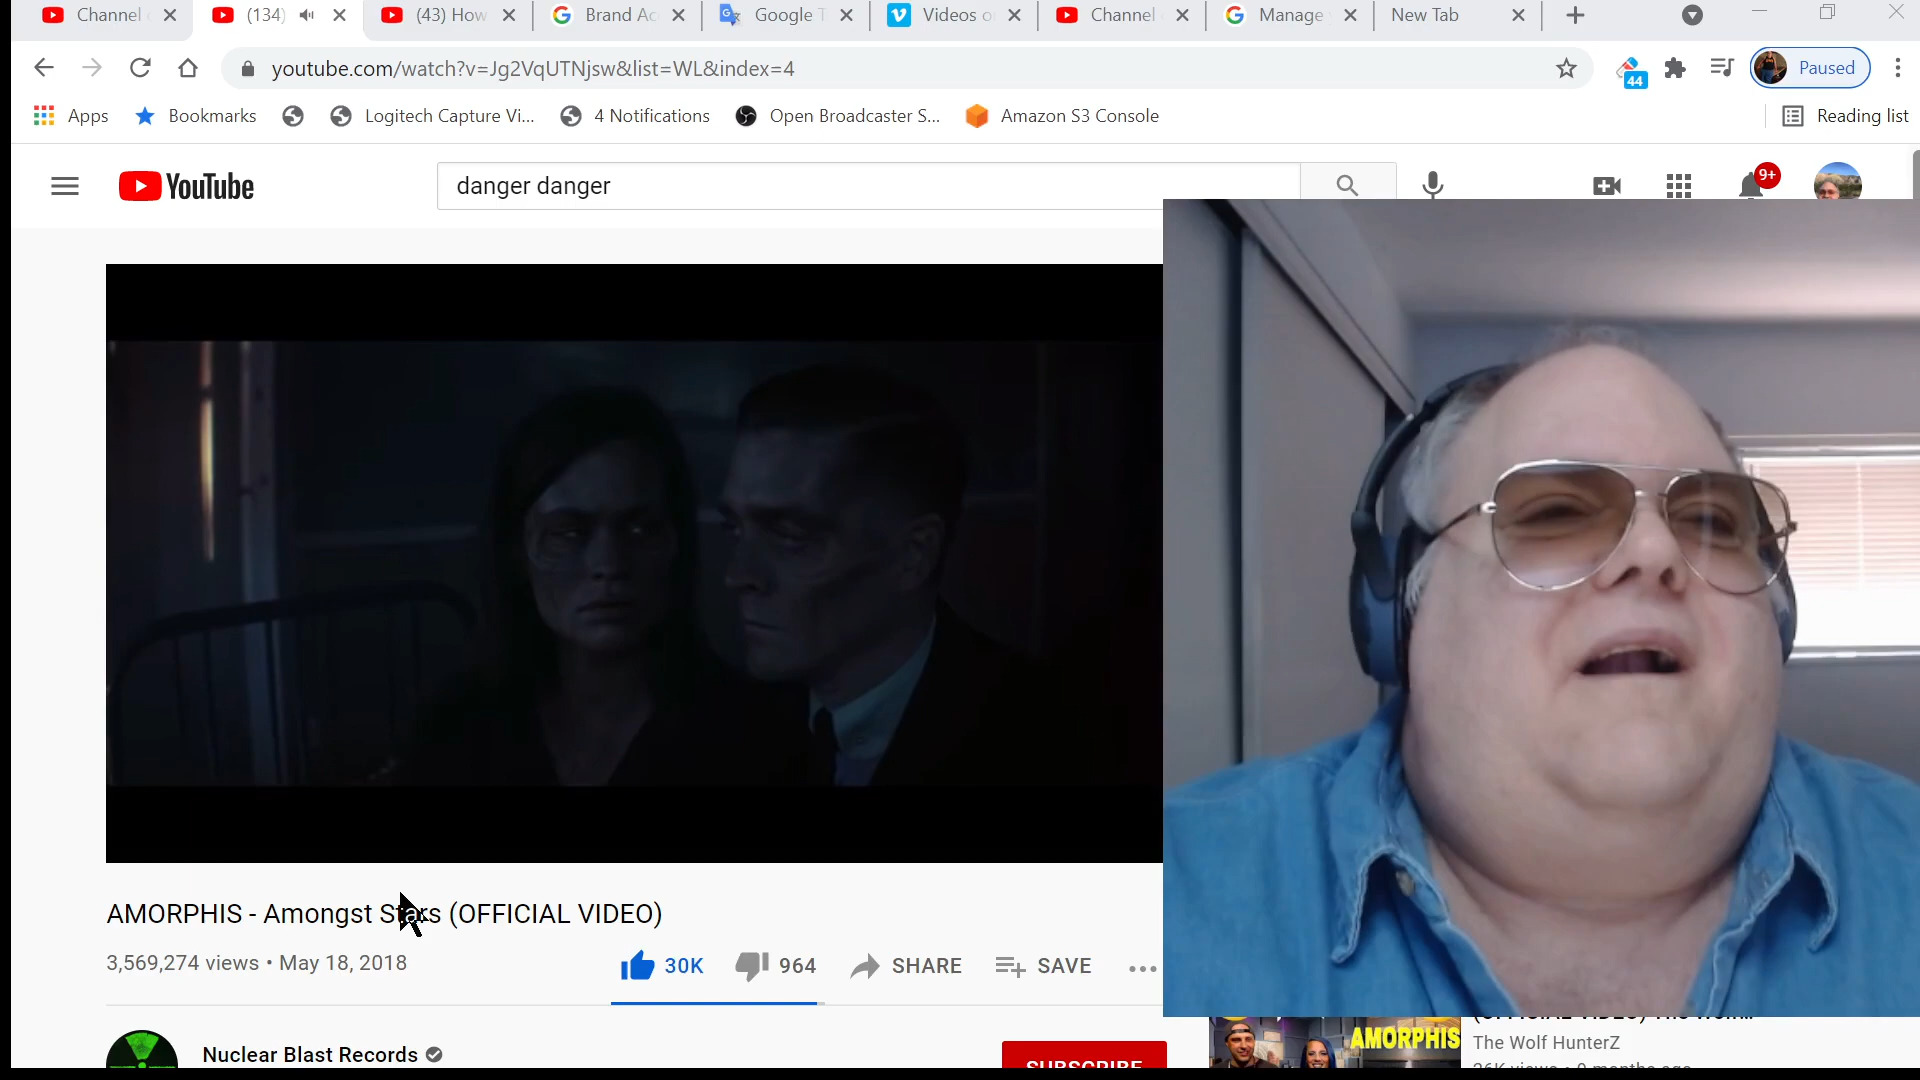 Channel
(134)
(43) How
Brand Ac
Google T
Videos o
Channel
Manage
New Tab
youtube.com/watch?v=Jg2VqUTNjsw&list=WL&index=4
44
Paused
Apps
Bookmarks
Logitech Capture Vi...
4 Notifications
Open Broadcaster S...
Amazon S3 Console
Reading list
YouTube
danger danger
9+
AMORPHIS - Amongst Stars (OFFICIAL VIDEO)
3,569,274 views • May 18, 2018
30K
964
SHARE
SAVE
Nuclear Blast Records
SUBSCRIBE
AMORPHIS
The Wolf HunterZ